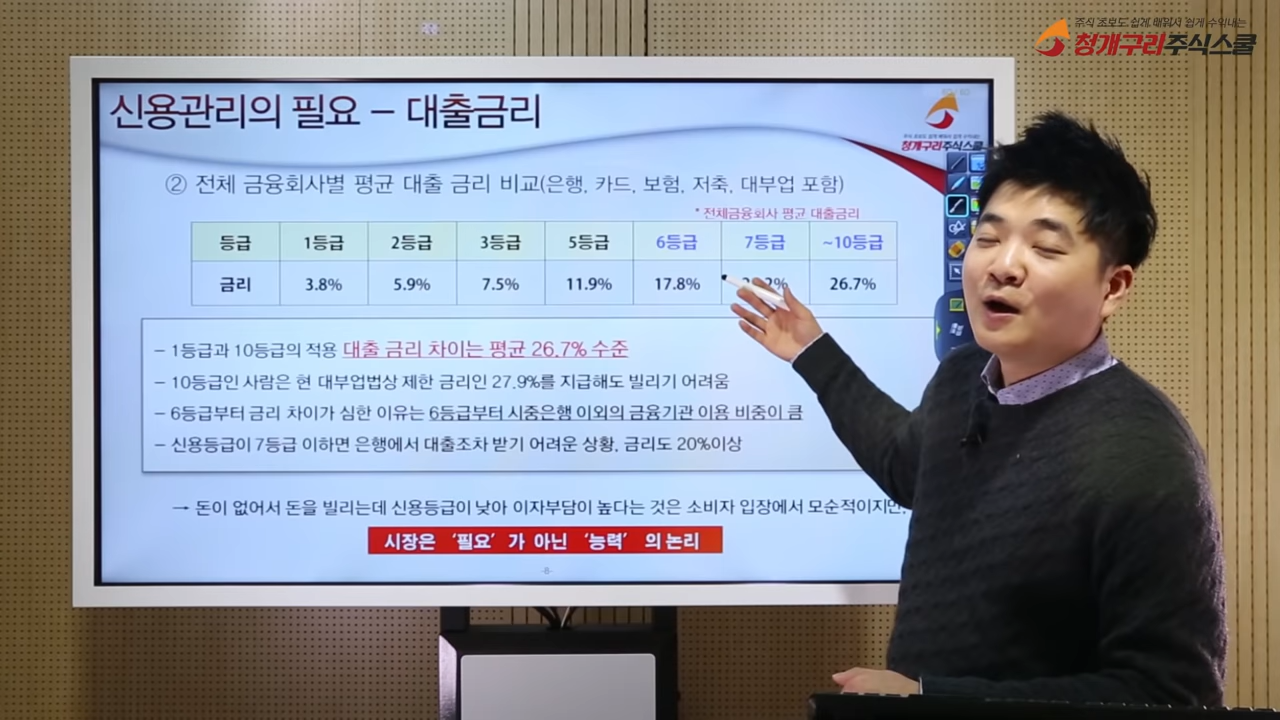 주식 초보도 쉽게 배워서 쉽게 수익내는
청개구리주식스쿨
신용관리의 필요 - 대출금리
청개구리주식스쿨
② 전체 금융회사별 평균 대출 금리 비교(은행, 카드, 보험, 저축, 대부업 포함)
* 전체금융회사 평균 대출금리
등급 1등급 2등급 3등급 5등급 6등급 7등급 ~10등급
금리 3.8% 5.9% 7.5% 11.9% 17.8% 26.7%
- 1등급과 10등급의 적용 대출 금리 차이는 평균 26.7% 수준
- 10등급인 사람은 현 대부업법상 제한 금리인 27.9%를 지급해도 빌리기 어려움
- 6등급부터 금리 차이가 심한 이유는 6등급부터 시중은행 이외의 금융기관 이용 비중이 큼
- 신용등급이 7등급 이하면 은행에서 대출조차 받기 어려운 상황, 금리도 20%이상
→ 돈이 없어서 돈을 빌리는데 신용등급이 낮아 이자부담이 높다는 것은 소비자 입장에서 모순적이지만,
시장은 ‘필요’가 아닌 ‘능력’의 논리
-8-